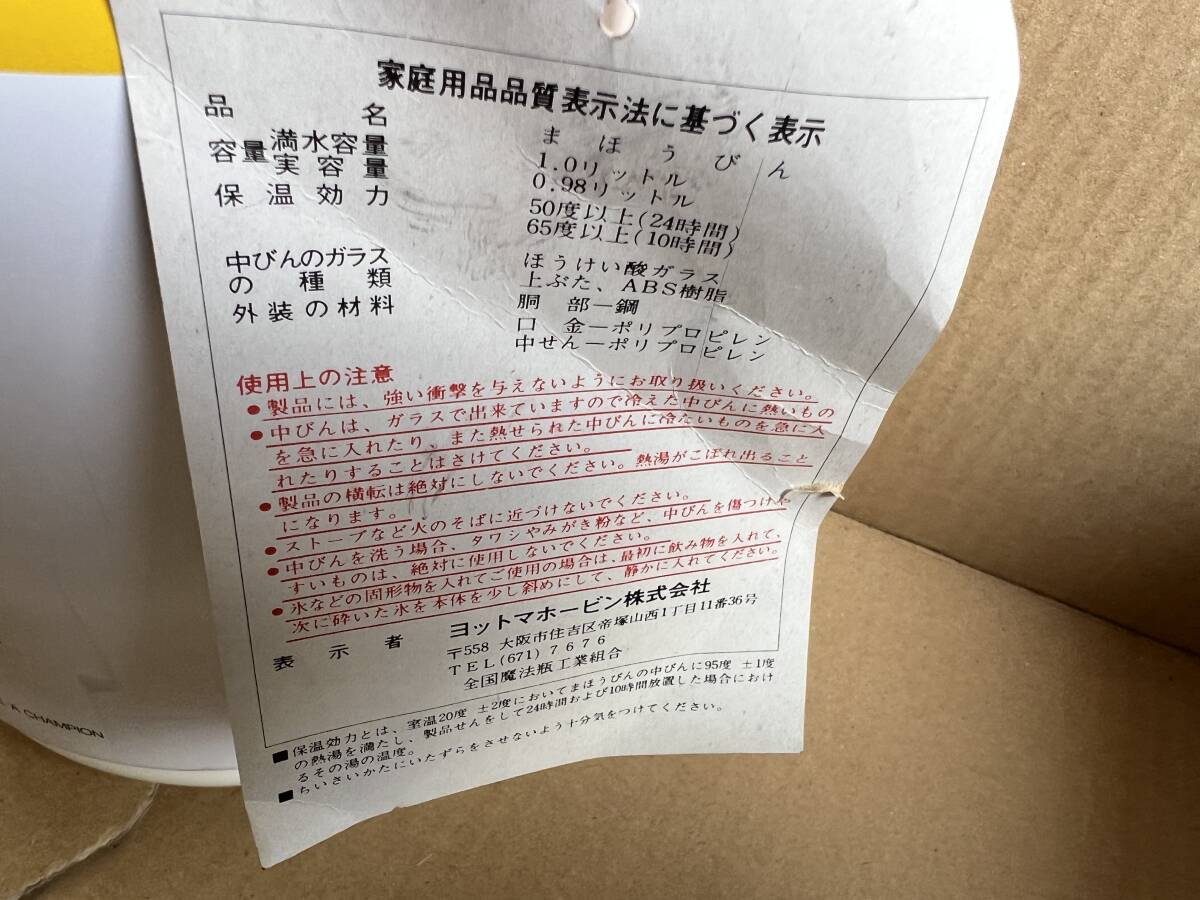 家庭用品品質表示法に基づく表示
品名 まほうびん
容量 満水容量 1.0リットル
実容量 0.98リットル
保温効力 50度以上(24時間)
65度以上(10時間)
中びんのガラスの種類 ほうけい酸ガラス
外装の材料 上ぶた、ABS樹脂
胴部―鋼
口金―ポリプロピレン
中せん―ポリプロピレン
使用上の注意
●製品には、強い衝撃を与えないようにお取り扱いください。
●中びんは、ガラスで出来ていますので冷えた中びんに熱いもの
を急に入れたり、また熱せられた中びんに冷たいものを急に入
れたりすることはさけてください。
●製品の横転は絶対にしないでください。熱湯がこぼれ出ること
になります。
●ストーブなど火のそばに近づけないでください。
●中びんを洗う場合、タワシやみがき粉など、中びんを傷つけや
すいものは、絶対に使用しないでください。
●氷などの固形物を入れてご使用の場合は、最初に飲み物を入れて、
次に砕いた氷を本体を少し斜めにして、静かに入れてください。
表示者 ヨットマホービン株式会社
〒558 大阪市住吉区帝塚山西1丁目11番36号
TEL(671)7676
全国魔法瓶工業組合
■保温効力とは、室温20度±2度においてまほうびんの中びんに95度±1度
の熱湯を満たし、製品せんをして24時間および10時間放置した場合におけ
るその湯の温度。
■ちいさいかたにいたずらをさせないよう十分気をつけてください。
A CHAMPION